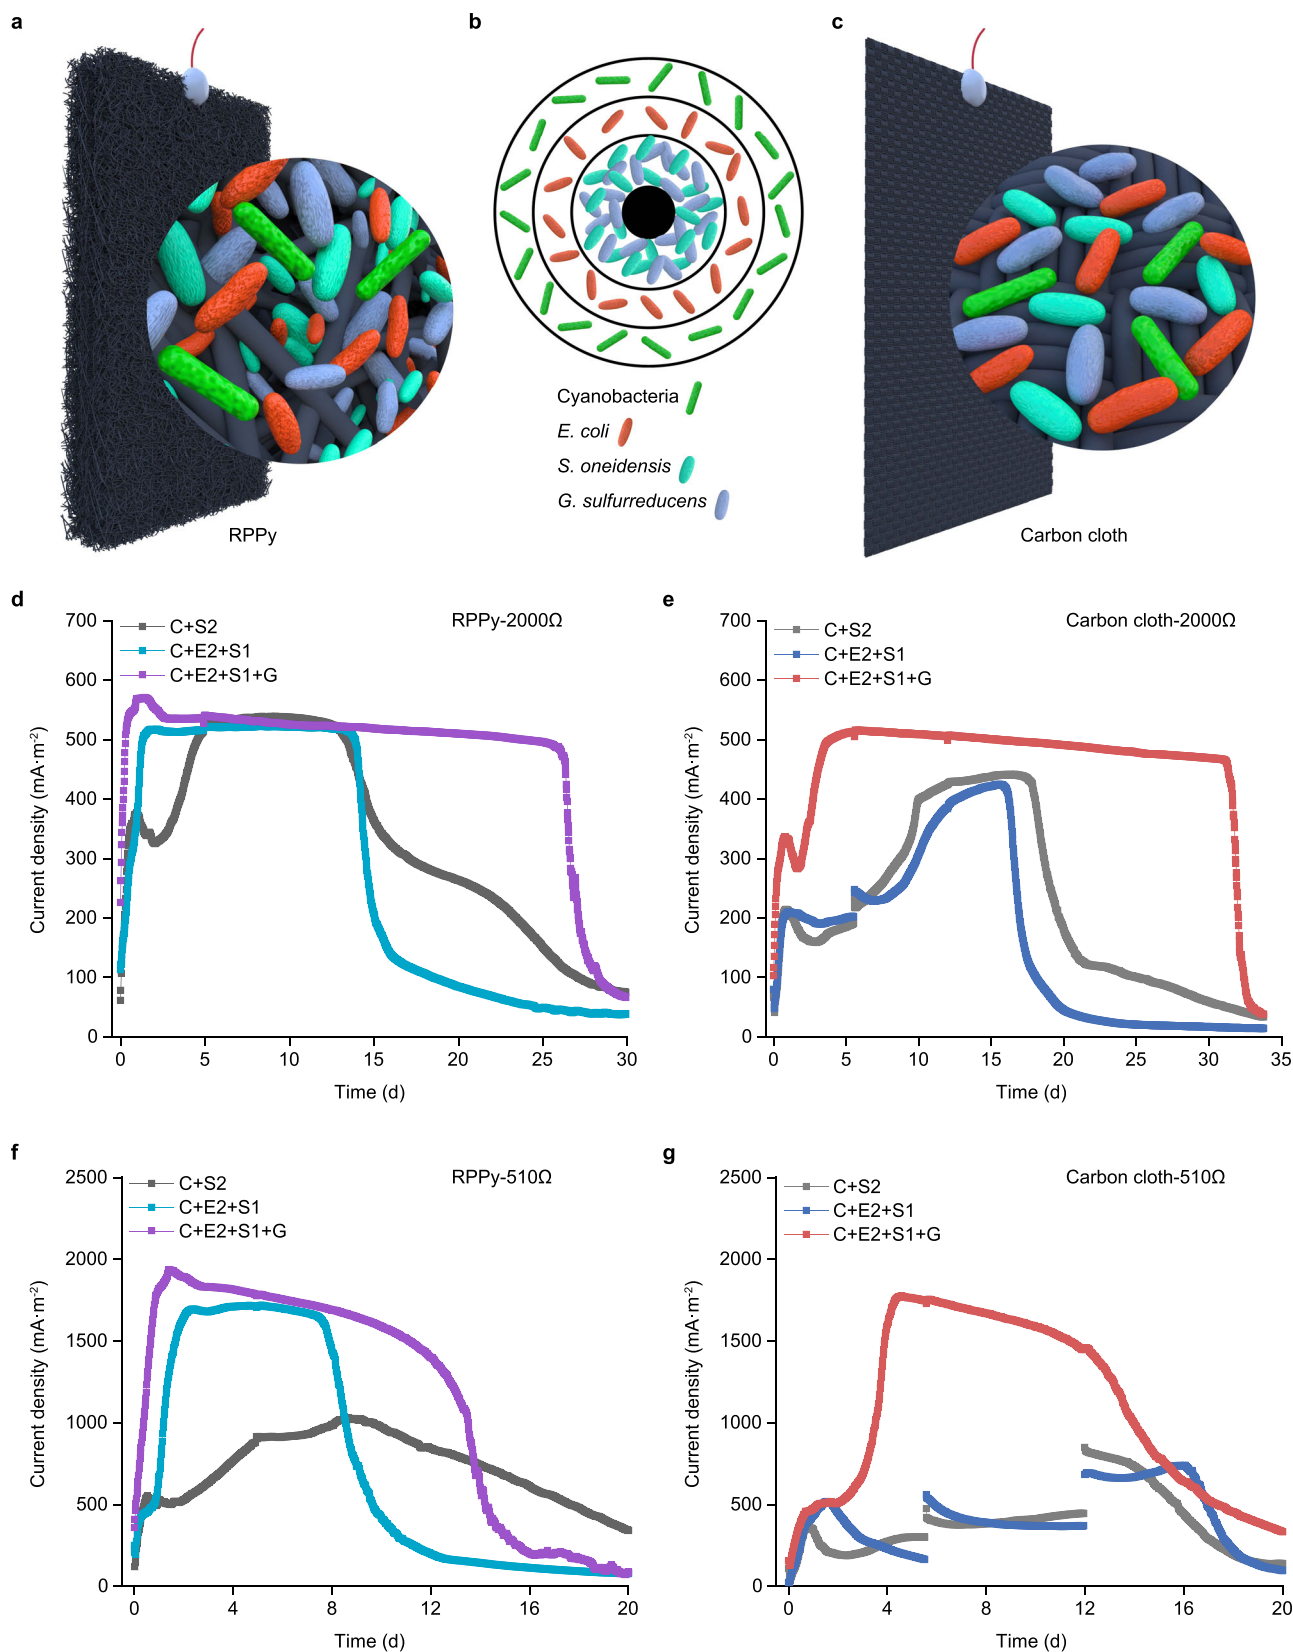 a
b
c
RPPy
Cyanobacteria
E. coli
S. oneidensis
G. sulfurreducens
Carbon cloth
d
RPPy-2000Ω
C+S2
C+E2+S1
C+E2+S1+G
Current density (mA·m⁻²)
700
600
500
400
300
200
100
0
0 5 10 15 20 25 30
Time (d)
e
Carbon cloth-2000Ω
C+S2
C+E2+S1
C+E2+S1+G
Current density (mA·m⁻²)
700
600
500
400
300
200
100
0
0 5 10 15 20 25 30 35
Time (d)
f
RPPy-510Ω
C+S2
C+E2+S1
C+E2+S1+G
Current density (mA·m⁻²)
2500
2000
1500
1000
500
0
0 4 8 12 16 20
Time (d)
g
Carbon cloth-510Ω
C+S2
C+E2+S1
C+E2+S1+G
Current density (mA·m⁻²)
2500
2000
1500
1000
500
0
0 4 8 12 16 20
Time (d)